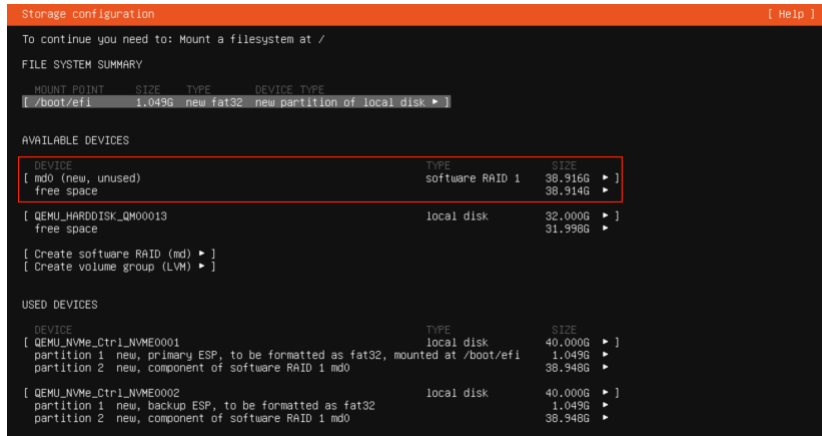 Storage configuration [ Help ]
To continue you need to: Mount a filesystem at /
FILE SYSTEM SUMMARY
MOUNT POINT SIZE TYPE DEVICE TYPE
[ /boot/efi 1.049G new fat32 new partition of local disk ▸ ]
AVAILABLE DEVICES
DEVICE TYPE SIZE
[ md0 (new, unused) software RAID 1 38.916G ▸ ]
free space 38.914G ▸
[ QEMU_HARDDISK_QM00013 local disk 32.000G ▸ ]
free space 31.998G ▸
[ Create software RAID (md) ▸ ]
[ Create volume group (LVM) ▸ ]
USED DEVICES
DEVICE TYPE SIZE
[ QEMU_NVMe_Ctrl_NVME0001 local disk 40.000G ▸ ]
partition 1 new, primary ESP, to be formatted as fat32, mounted at /boot/efi 1.049G ▸
partition 2 new, component of software RAID 1 md0 38.948G ▸
[ QEMU_NVMe_Ctrl_NVME0002 local disk 40.000G ▸ ]
partition 1 new, backup ESP, to be formatted as fat32 1.049G ▸
partition 2 new, component of software RAID 1 md0 38.948G ▸